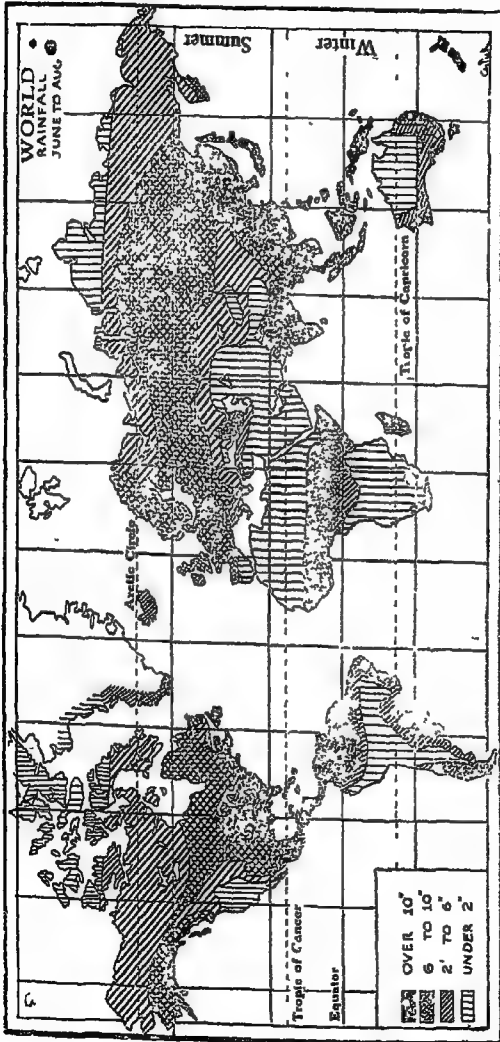 WORLD
RAINFALL
JUNE TO AUG
Summer
Winter
Arctic Circle
Tropic of Cancer
Equator
Tropic of Capricorn
OVER 10"
6 TO 10"
2' TO 6"
UNDER 2"